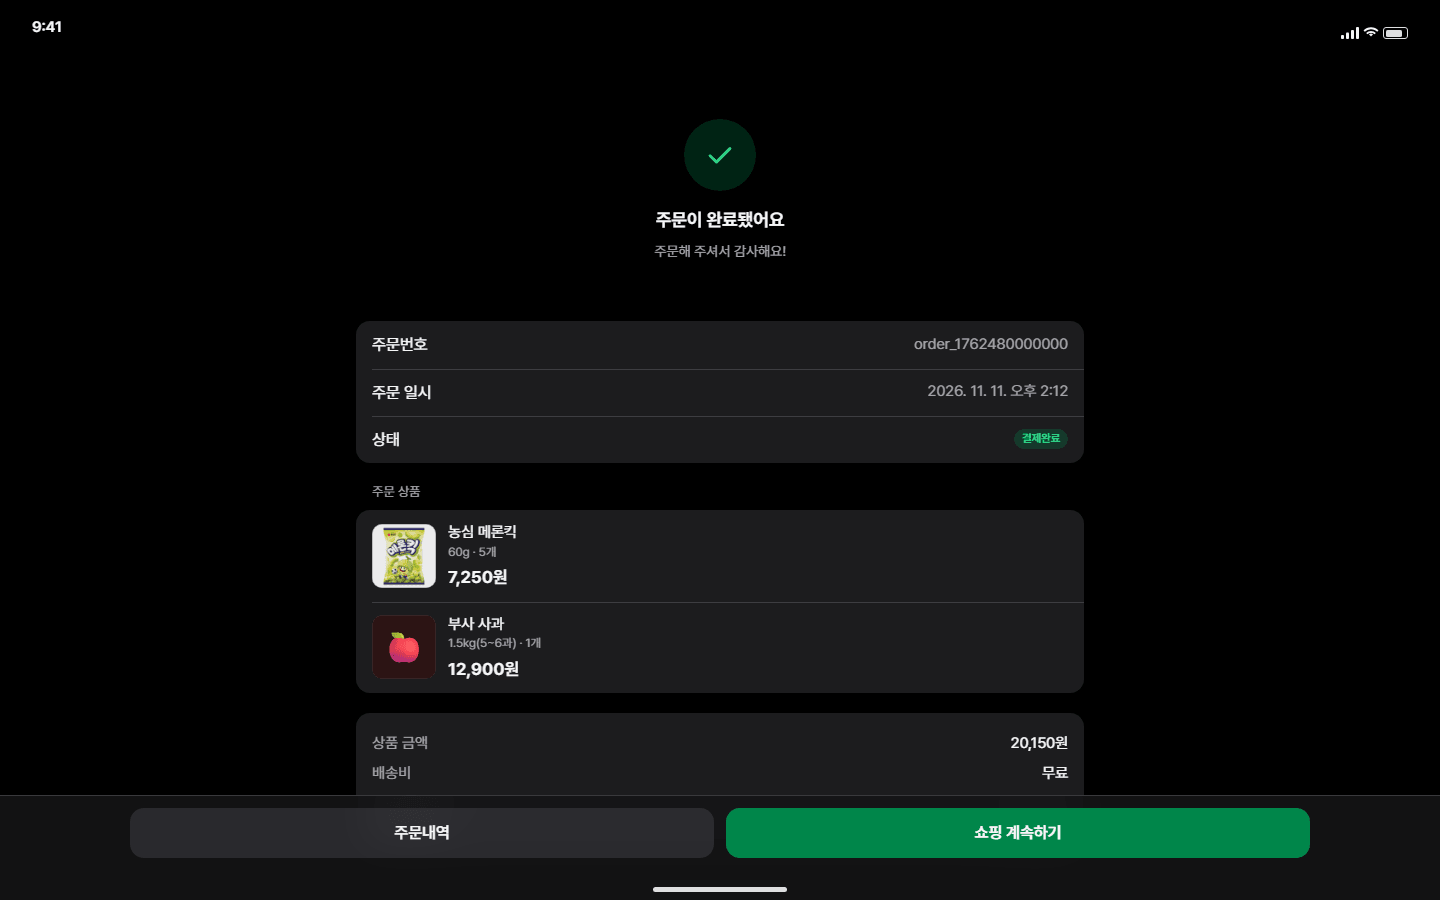 9:41
주문이 완료됐어요
주문해 주셔서 감사해요!
주문번호 order_1762480000000
주문 일시 2026. 11. 11. 오후 2:12
상태 결제완료
주문 상품
메론킥
농심 메론킥
60g · 5개
7,250원
부사 사과
1.5kg(5~6과) · 1개
12,900원
상품 금액 20,150원
배송비 무료
주문내역 쇼핑 계속하기